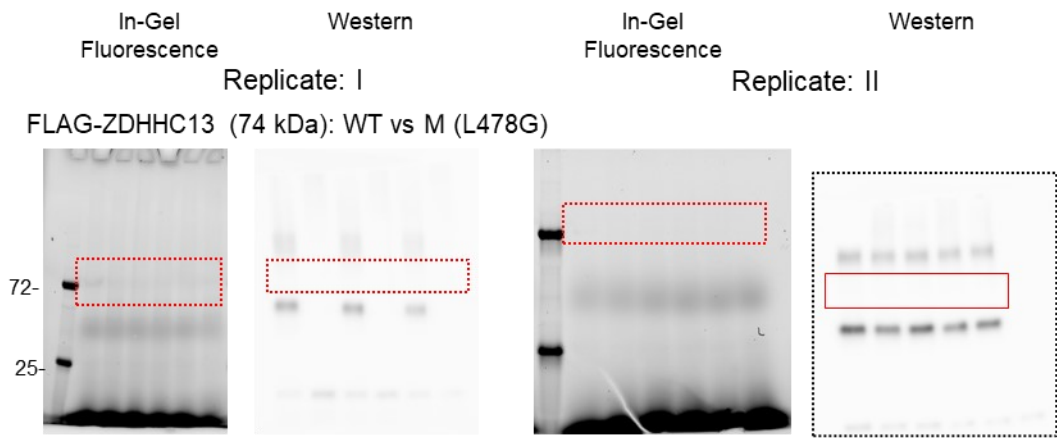 In-Gel
Fluorescence
Western
In-Gel
Fluorescence
Western
Replicate: I
Replicate: II
FLAG-ZDHHC13 (74 kDa): WT vs M (L478G)
72-
25-